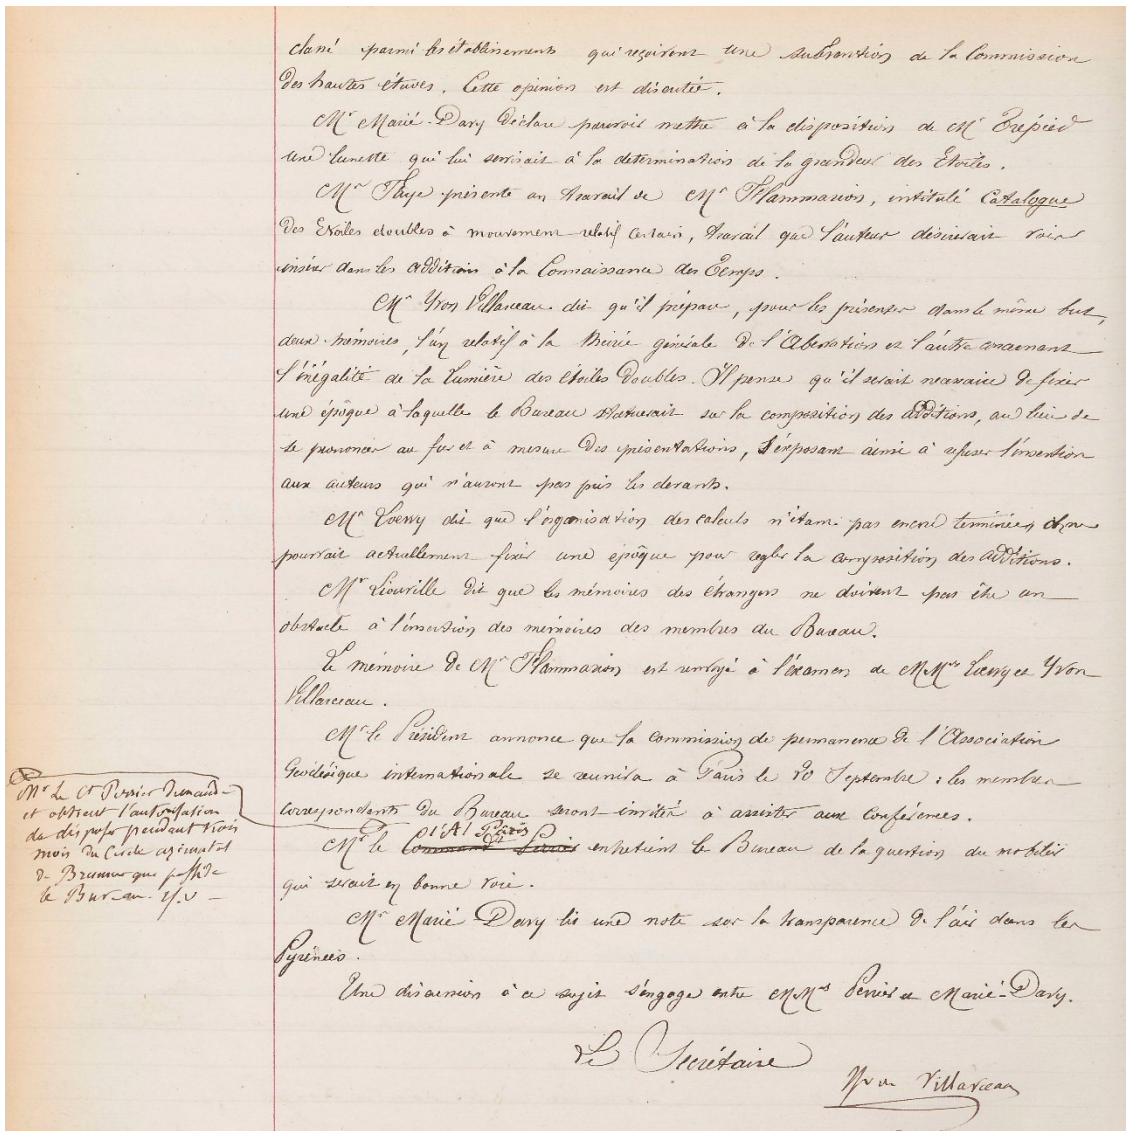 classé parmi les établissements qui reçoivent une subvention de la Commission
des hautes études. Cette opinion est discutée.
Mr Marié-Davy déclare pouvoir mettre à la disposition de Mr Trépied
une lunette qui lui servirait à la détermination de la grandeur des Etoiles.
Mr Faye présente un travail de Mr Flammarion, intitulé Catalogue
des Etoiles doubles à mouvement relatif certain, travail que l'auteur désirerait voir
insérer dans les additions à la Connaissance des Temps.
Mr Yvon Villarceau dit qu'il prépare, pour les présenter dans le même but,
deux mémoires, l'un relatif à la théorie générale de l'Aberration et l'autre concernant
l'inégalité de la lumière des étoiles doubles. Il pense qu'il serait nécessaire de fixer
une époque à laquelle le Bureau statuerait sur la composition des additions, au lieu de
se prononcer au fur et à mesure des présentations, s'exposant ainsi à refuser l'insertion
aux auteurs qui n'auront pas pris les devants.
Mr Loewy dit que l'organisation des calculs n'étant pas encore terminée, on ne
pourrait actuellement fixer une époque pour regler la composition des additions.
Mr Liouville dit que les mémoires des étrangers ne doivent pas être un
obstacle à l'insertion des mémoires des membres du Bureau.
Le mémoire de Mr Flammarion est renvoyé à l'éxamen de MMrs Loewy et Yvon
Villarceau.
Mr le Président annonce que la commission de permanence de l'Association
Géodésique internationale se réunira à Paris le 20 Septembre : les membres
correspondants du Bureau seront invités à assister aux conférences.
Mr Le Ct Perrier demande
et obtient l'autorisation
de disposer pendant trois
mois du Cercle azimutal
de Brunner que possède
le Bureau. Y.V
l'Al Pâris
Mr le Commandt Perrier entretient le Bureau de la question du mobilier
qui serait en bonne voie.
Mr Marié Davy lit une note sur la transparence de l'air dans les
Pyrénées.
Une discussion à ce sujet s'engage entre MMrs Perrier et Marié-Davy.
Le Secrétaire
Yvon Villarceau